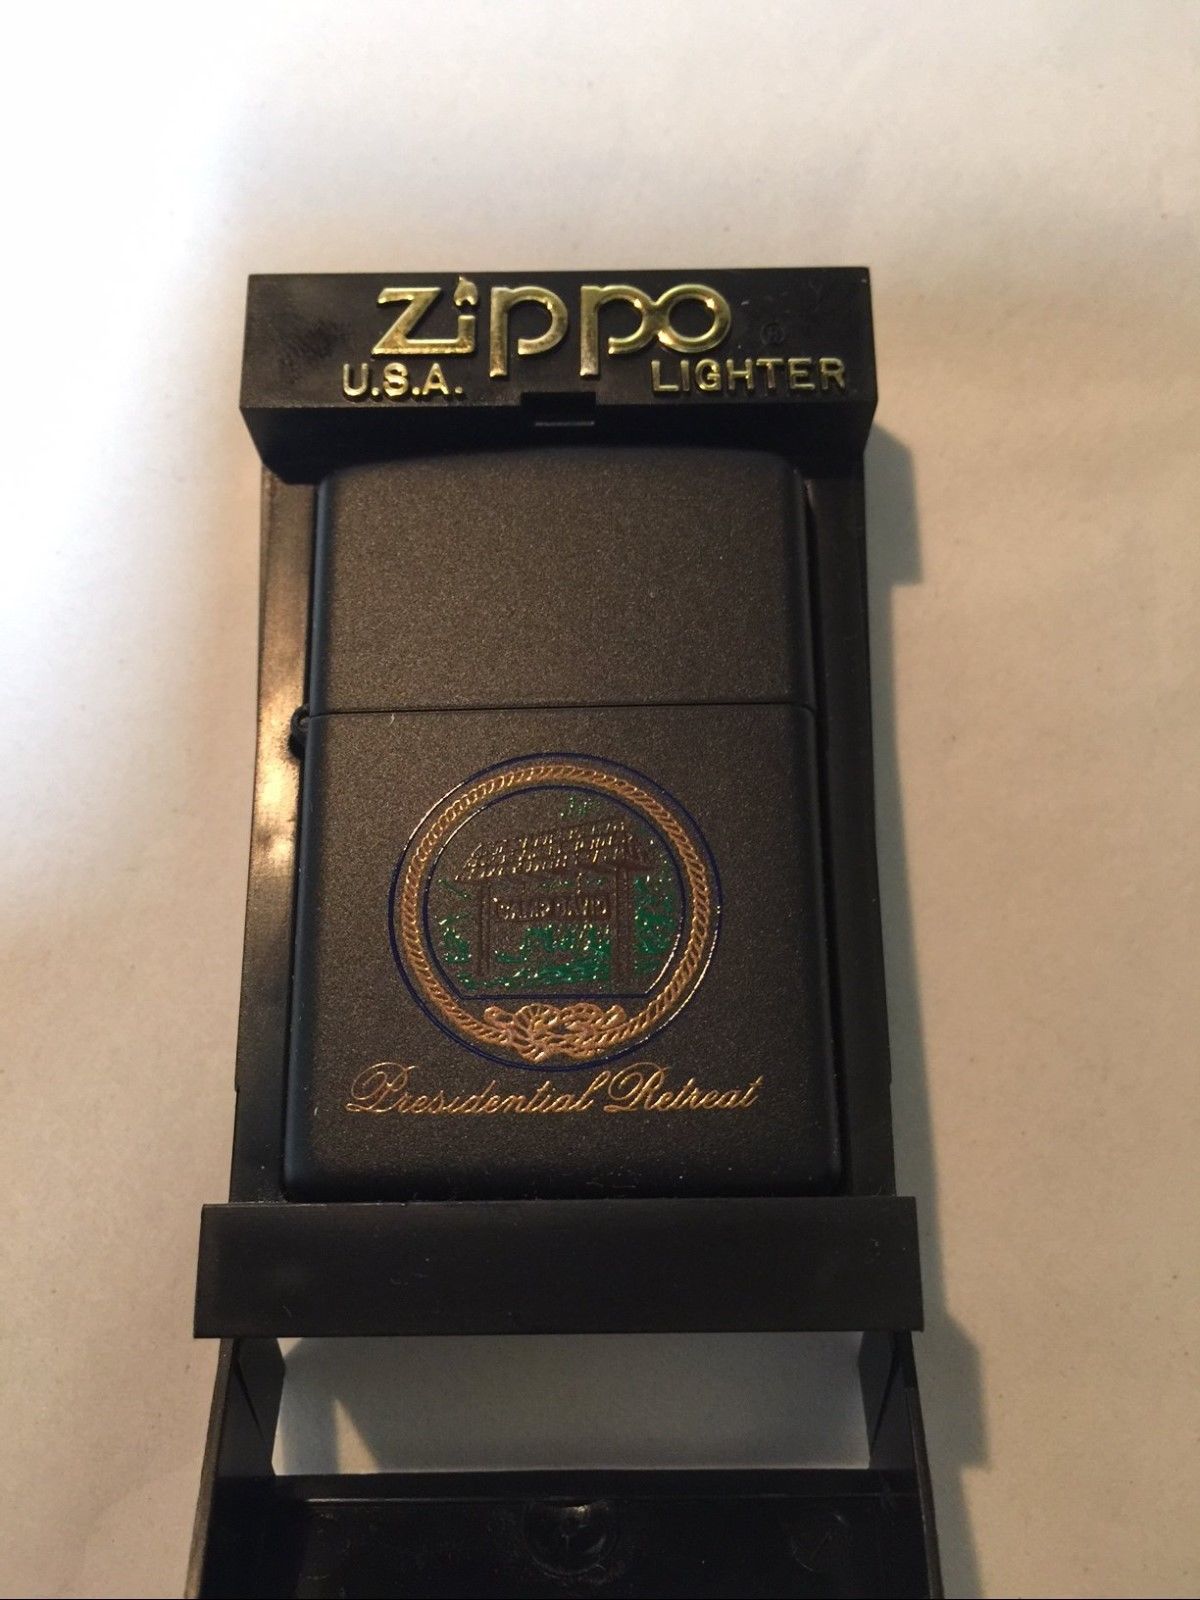 Zippo ®
U.S.A. LIGHTER
CAMP DAVID
Presidential Retreat